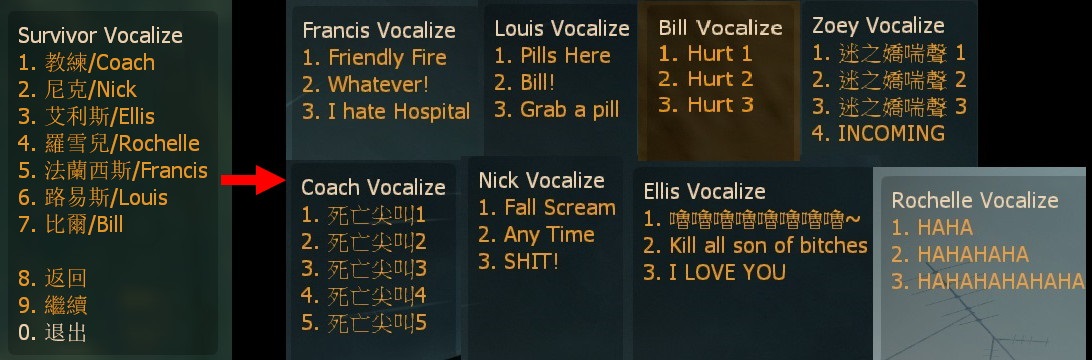 Survivor Vocalize
1. 教練/Coach
2. 尼克/Nick
3. 艾利斯/Ellis
4. 羅雪兒/Rochelle
5. 法蘭西斯/Francis
6. 路易斯/Louis
7. 比爾/Bill
8. 返回
9. 繼續
0. 退出
Francis Vocalize
1. Friendly Fire
2. Whatever!
3. I hate Hospital
Louis Vocalize
1. Pills Here
2. Bill!
3. Grab a pill
Bill Vocalize
1. Hurt 1
2. Hurt 2
3. Hurt 3
Zoey Vocalize
1. 迷之嬌喘聲 1
2. 迷之嬌喘聲 2
3. 迷之嬌喘聲 3
4. INCOMING
Coach Vocalize
1. 死亡尖叫1
2. 死亡尖叫2
3. 死亡尖叫3
4. 死亡尖叫4
5. 死亡尖叫5
Nick Vocalize
1. Fall Scream
2. Any Time
3. SHIT!
Ellis Vocalize
1. 嚕嚕嚕嚕嚕嚕嚕嚕~
2. Kill all son of bitches
3. I LOVE YOU
Rochelle Vocalize
1. HAHA
2. HAHAHAHA
3. HAHAHAHAHAHA